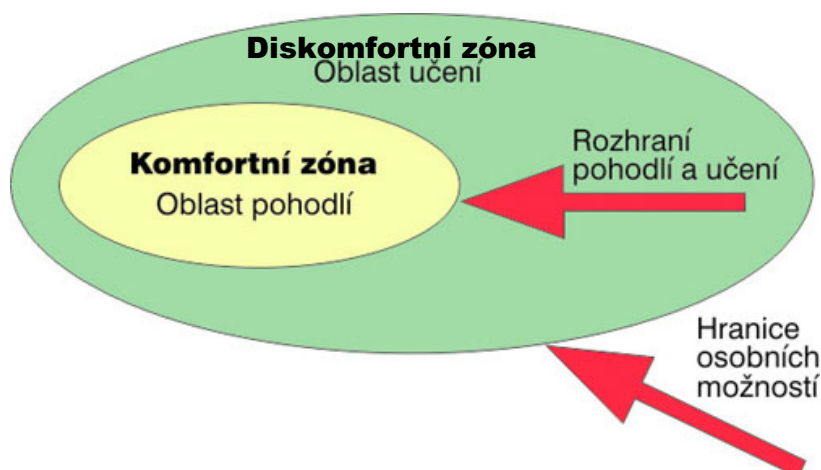 Diskomfortní zóna
Oblast učení
Komfortní zóna
Oblast pohodlí
Rozhraní
pohodlí a učení
Hranice
osobních
možností